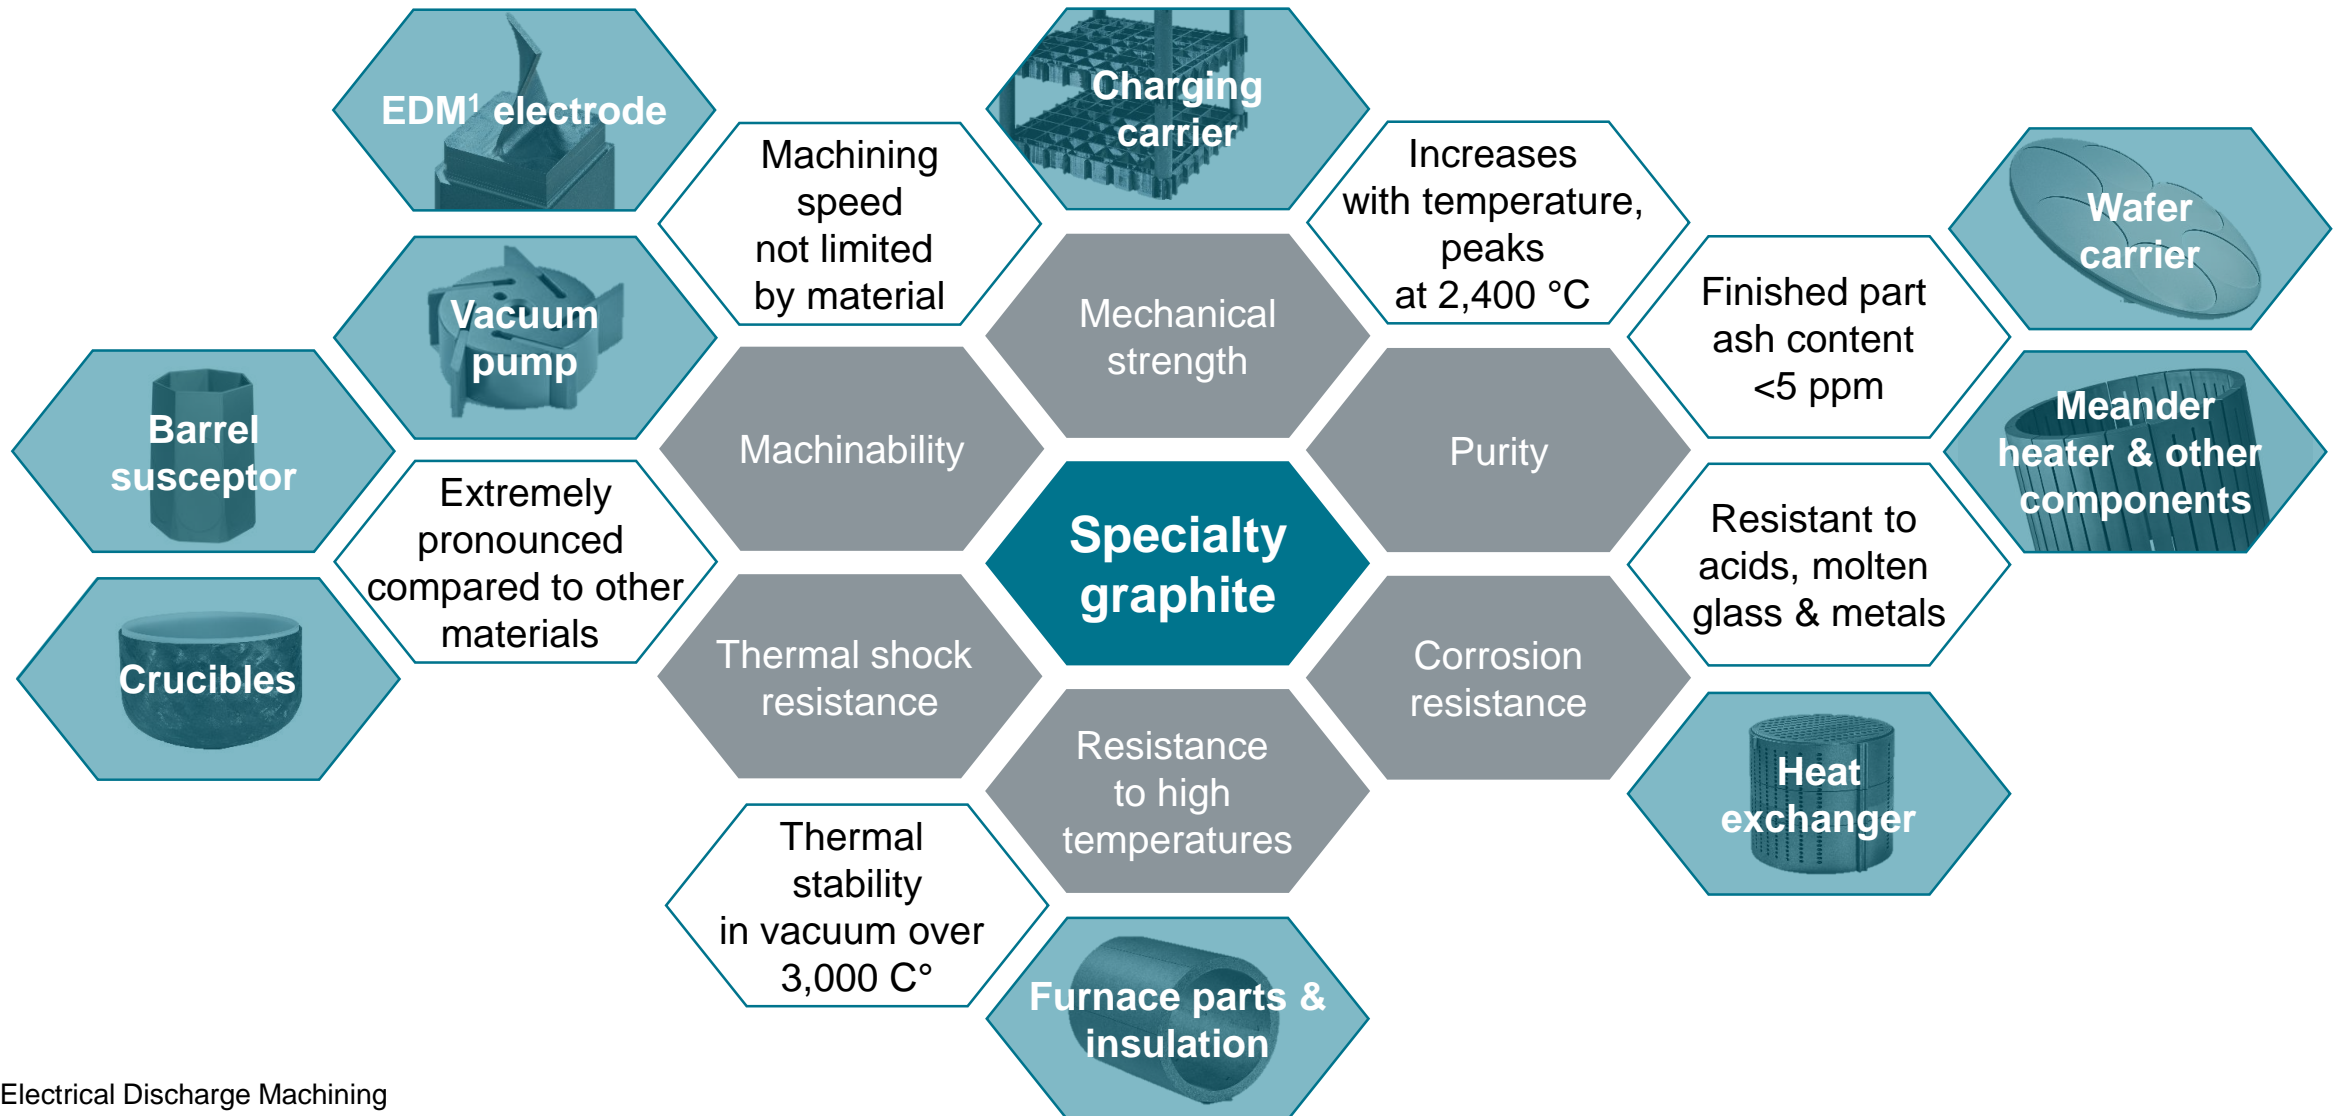 EDM¹ electrode
Charging
carrier
Machining
speed
not limited
by material
Increases
with temperature,
peaks
at 2,400 °C
Wafer
carrier
Vacuum
pump
Mechanical
strength
Finished part
ash content
<5 ppm
Barrel
susceptor
Machinability
Purity
Meander
heater & other
components
Extremely
pronounced
compared to other
materials
Specialty
graphite
Resistant to
acids, molten
glass & metals
Crucibles
Thermal shock
resistance
Corrosion
resistance
Resistance
to high
temperatures
Heat
exchanger
Thermal
stability
in vacuum over
3,000 C°
Furnace parts &
insulation
Electrical Discharge Machining